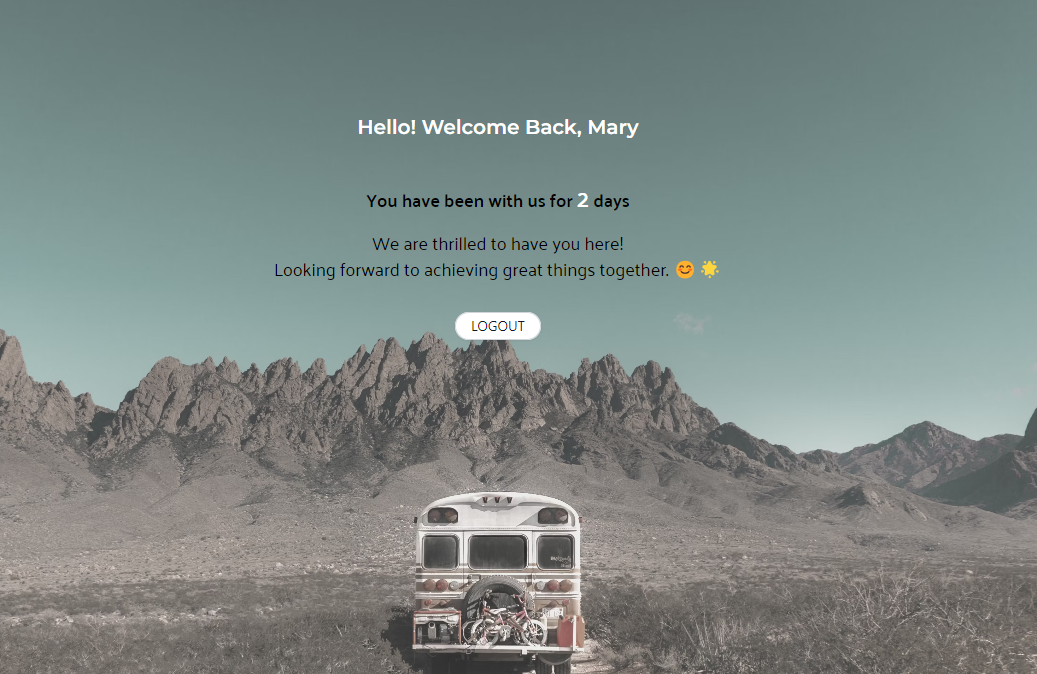 Hello! Welcome Back, Mary
You have been with us for 2 days
We are thrilled to have you here!
Looking forward to achieving great things together. 😊 🌟
LOGOUT